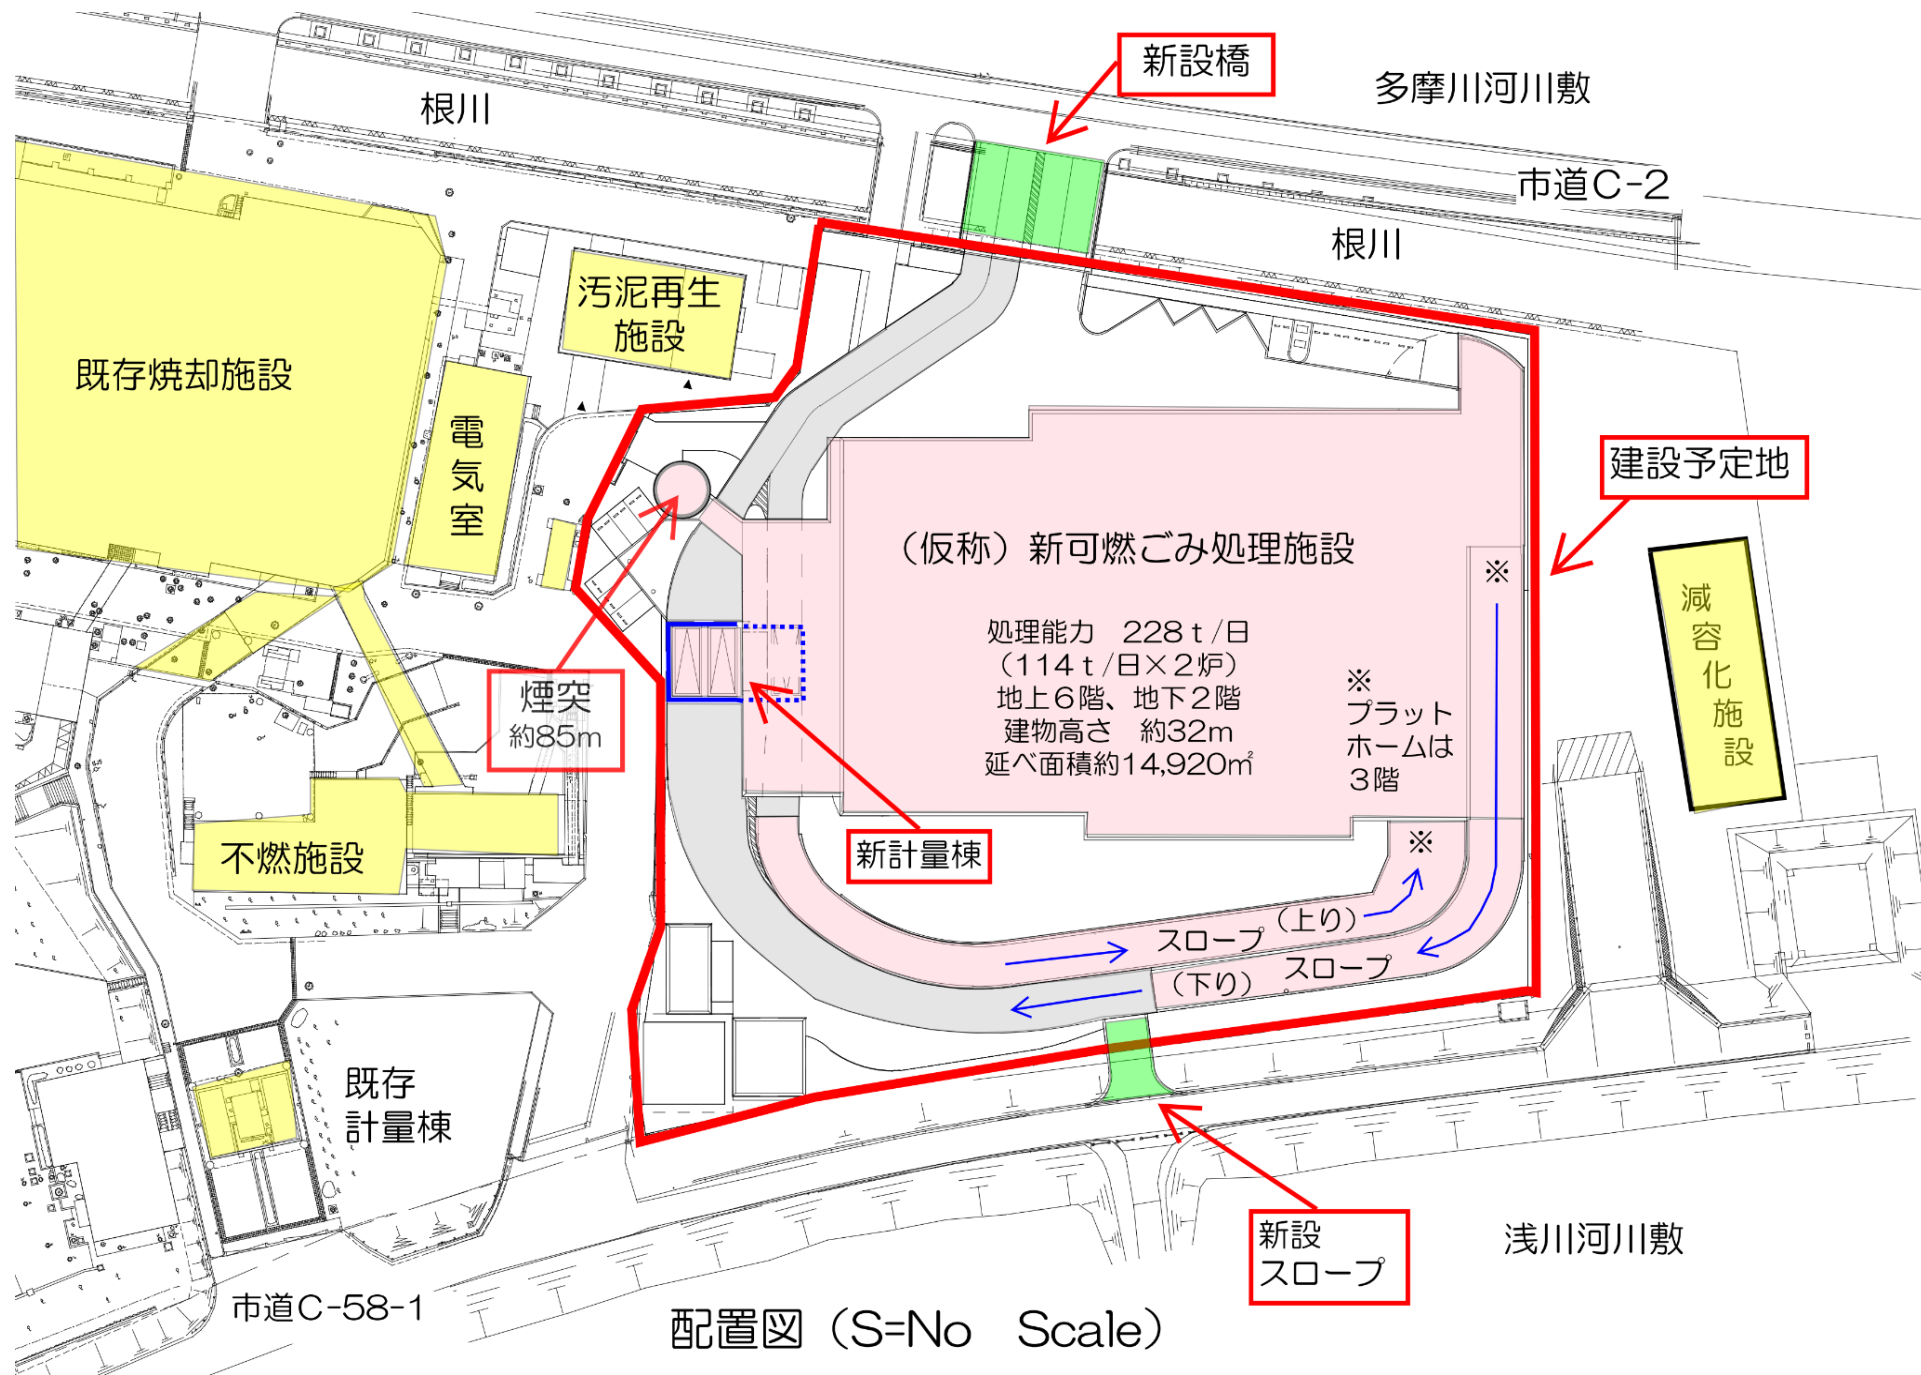 新設橋
多摩川河川敷
根川
市道C-2
根川
汚泥再生
施設
既存焼却施設
電気室
建設予定地
（仮称）新可燃ごみ処理施設
※
減容化施設
処理能力　228ｔ/日
（114ｔ/日×2炉）
地上6階、地下2階
建物高さ　約32m
延べ面積約14,920㎡
※
プラット
ホームは
3階
煙突
約85m
新計量棟
※
不燃施設
スロープ（上り）
（下り）スロープ
既存
計量棟
新設
スロープ
浅川河川敷
市道C-58-1
配置図（S=No　Scale）